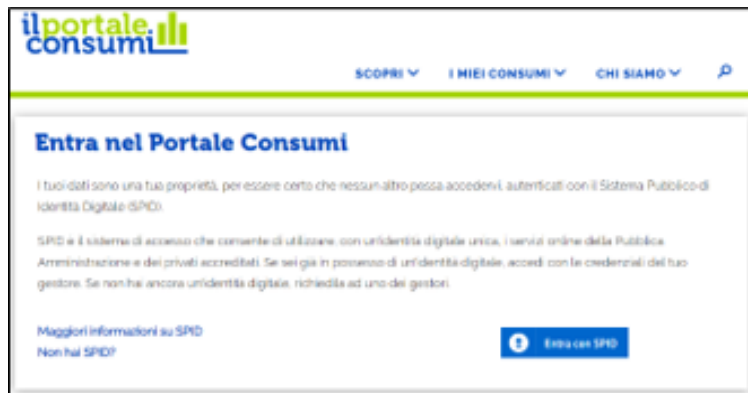 ilportale
consumi
SCOPRI
I MIEI CONSUMI
CHI SIAMO
Entra nel Portale Consumi
I tuoi dati sono una tua proprietà, per essere certo che nessun altro possa accedervi, autenticati con il Sistema Pubblico di
Identità Digitale (SPID).
SPID è il sistema di accesso che consente di utilizzare, con un'identità digitale unica, i servizi online della Pubblica
Amministrazione e dei privati accreditati. Se sei già in possesso di un'identità digitale, accedi con le credenziali del tuo
gestore. Se non hai ancora un'identità digitale, richiedila ad uno dei gestori.
Maggiori informazioni su SPID
Non hai SPID?
Entra con SPID